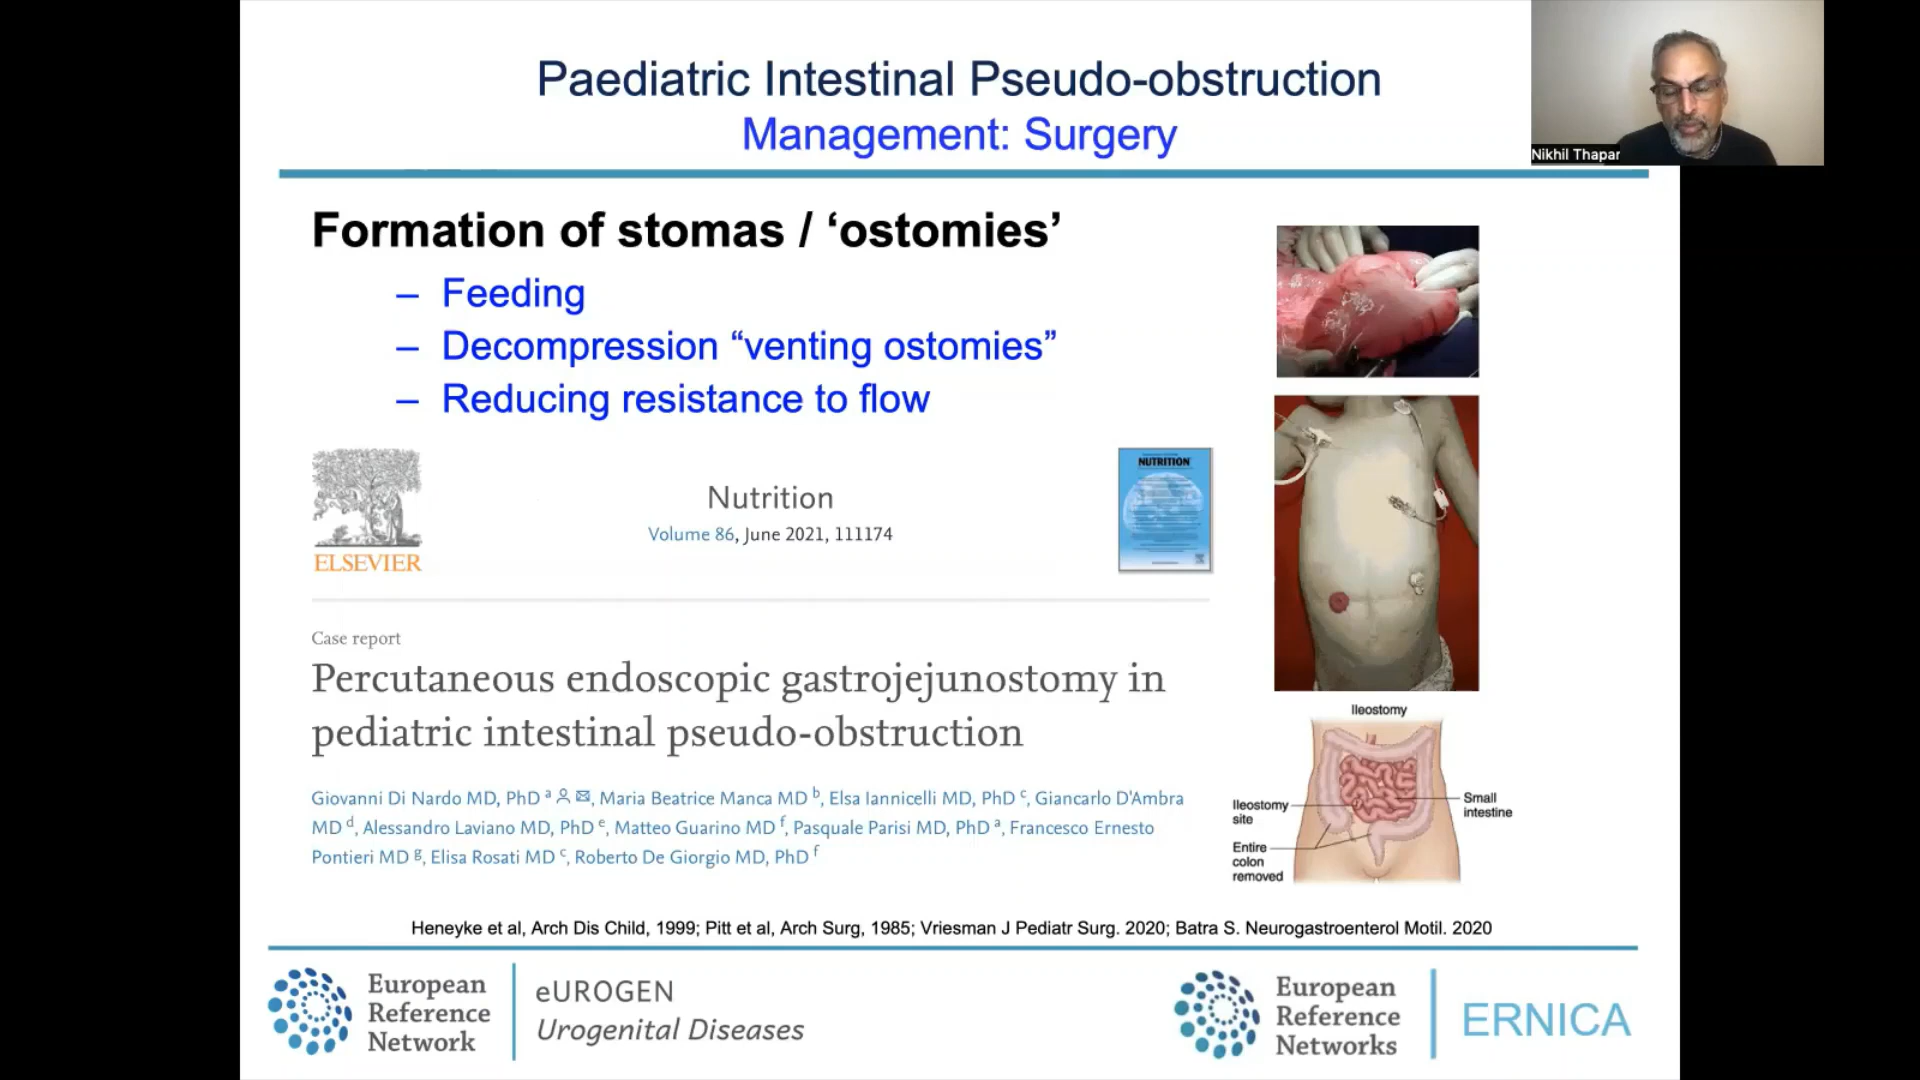 Paediatric Intestinal Pseudo-obstruction
Management: Surgery
Nikhil Thapar
Formation of stomas / ‘ostomies’
– Feeding
– Decompression “venting ostomies”
– Reducing resistance to flow
ELSEVIER
Nutrition
Volume 86, June 2021, 111174
NUTRITION
Case report
Percutaneous endoscopic gastrojejunostomy in
pediatric intestinal pseudo-obstruction
Giovanni Di Nardo MD, PhD a, Maria Beatrice Manca MD b, Elsa Iannicelli MD, PhD c, Giancarlo D'Ambra
MD d, Alessandro Laviano MD, PhD e, Matteo Guarino MD f, Pasquale Parisi MD, PhD a, Francesco Ernesto
Pontieri MD g, Elisa Rosati MD c, Roberto De Giorgio MD, PhD f
Ileostomy
Ileostomy
site
Small
intestine
Entire
colon
removed
Heneyke et al, Arch Dis Child, 1999; Pitt et al, Arch Surg, 1985; Vriesman J Pediatr Surg. 2020; Batra S. Neurogastroenterol Motil. 2020
European
Reference
Network
eUROGEN
Urogenital Diseases
European
Reference
Networks
ERNICA